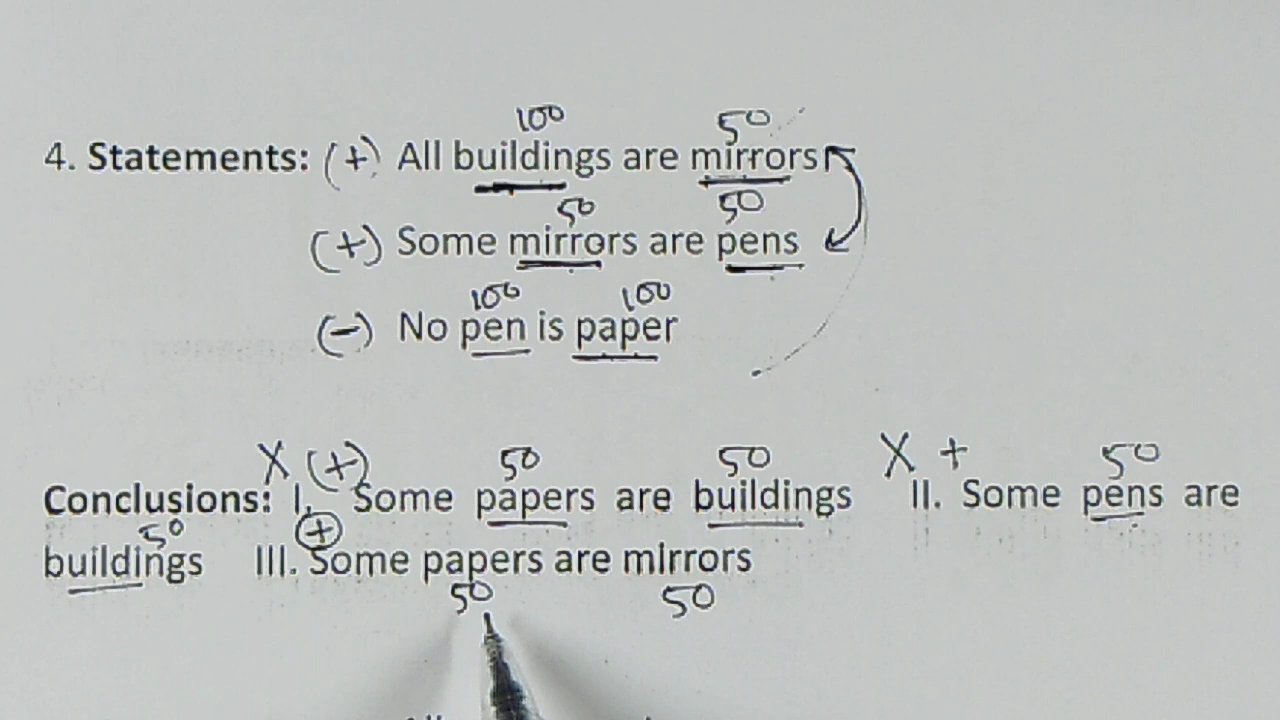 100 50
4. Statements: (+) All buildings are mirrors
50 50
(+) Some mirrors are pens
100 100
(-) No pen is paper
X (+) 50 50 X + 50
Conclusions: I. Some papers are buildings II. Some pens are
50 (+)
buildings III. Some papers are mirrors
50 50